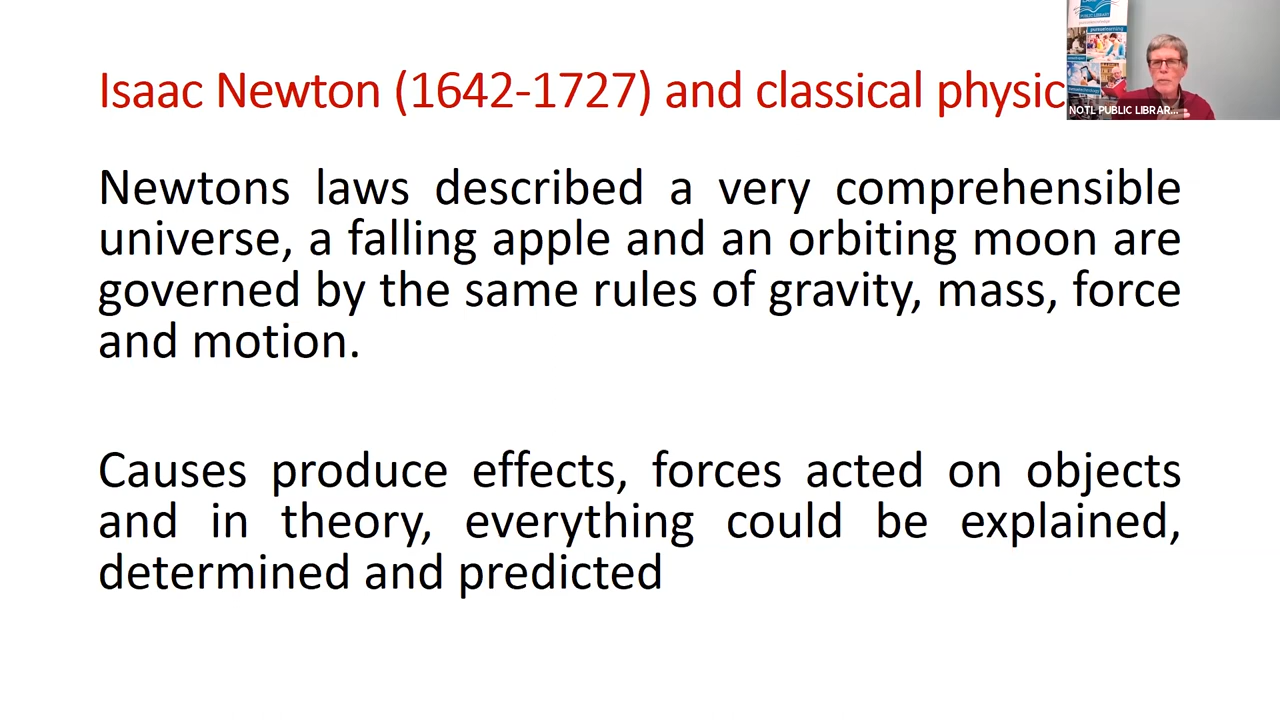 Isaac Newton (1642-1727) and classical physic
PUBLIC LIBRARY
NOTL PUBLIC LIBRAR...
Newtons laws described a very comprehensible
universe, a falling apple and an orbiting moon are
governed by the same rules of gravity, mass, force
and motion.
Causes produce effects, forces acted on objects
and in theory, everything could be explained,
determined and predicted